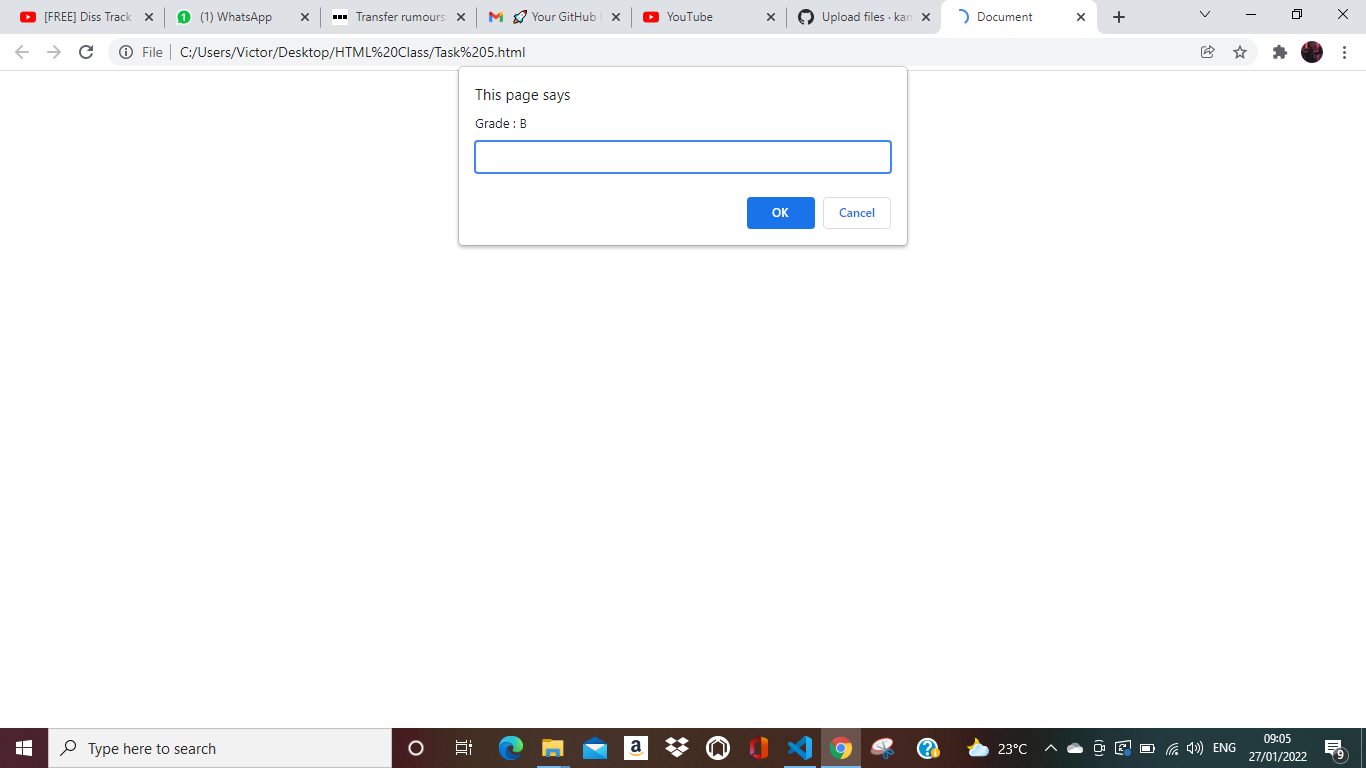 [FREE] Diss Track
(1) WhatsApp
Transfer rumours
🚀 Your GitHub
YouTube
Upload files · kan
Document
File
C:/Users/Victor/Desktop/HTML%20Class/Task%205.html
This page says
Grade : B
OK
Cancel
Type here to search
23°C
ENG
09:05
27/01/2022
9